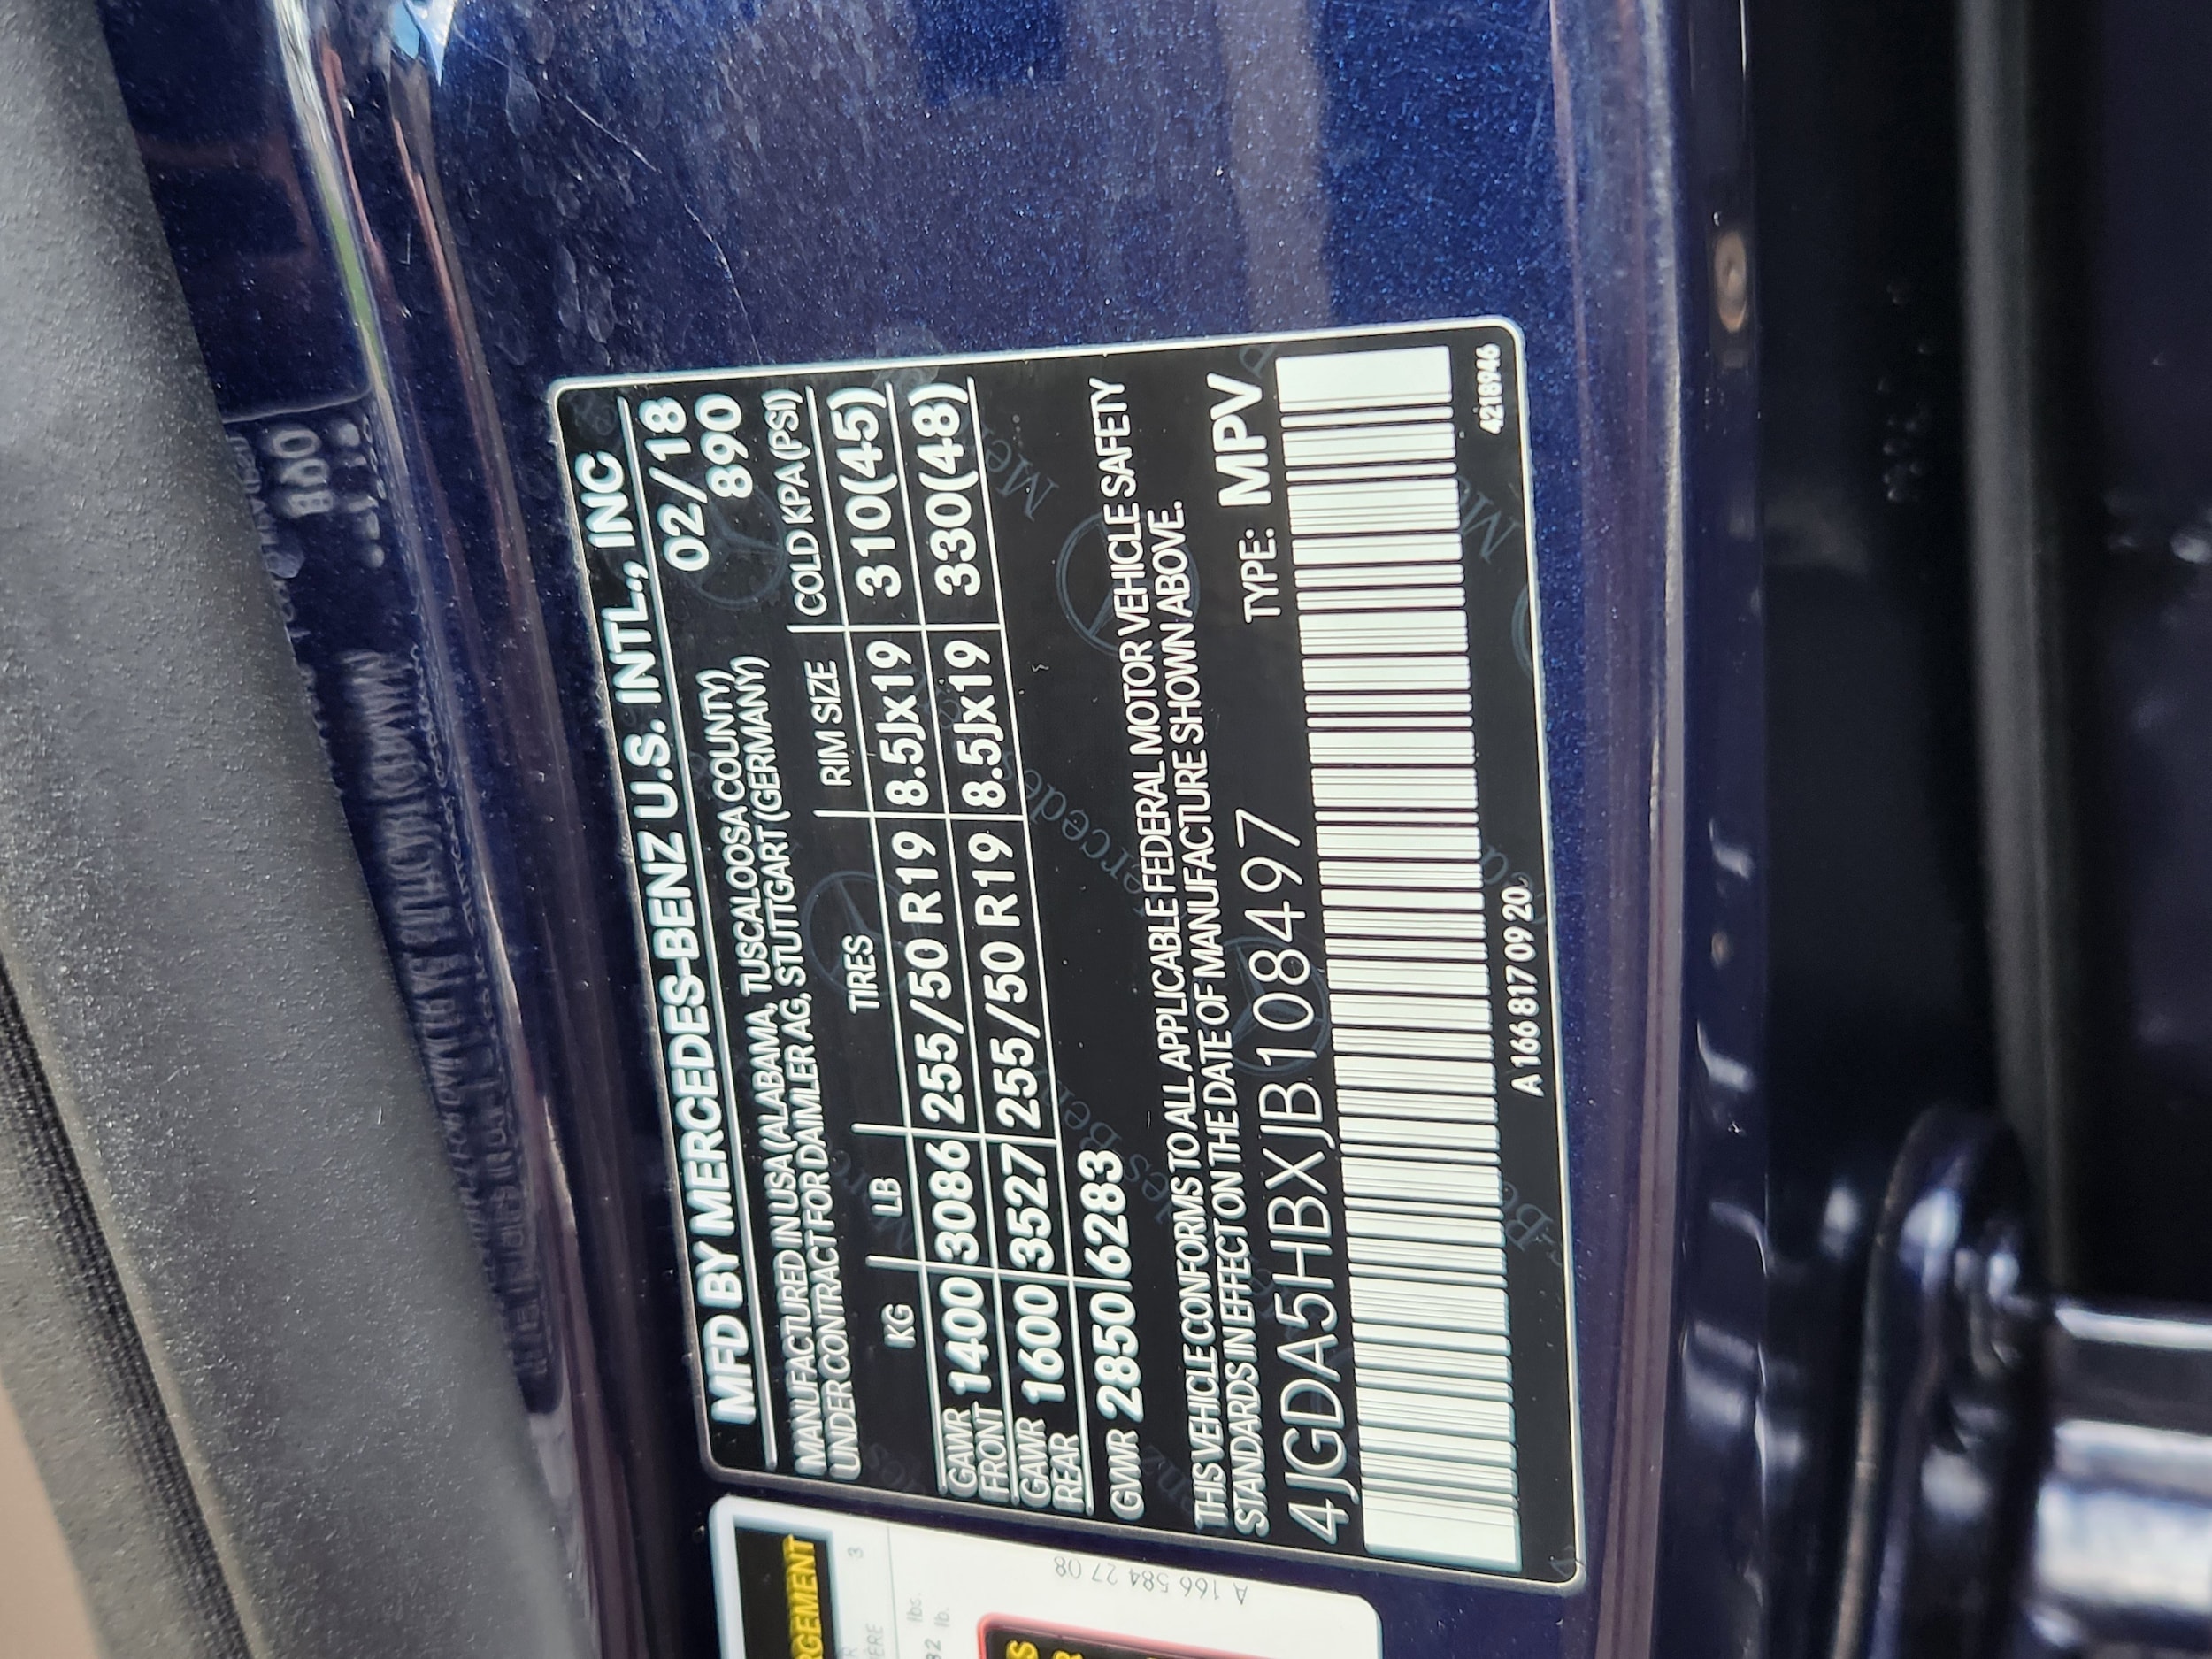 MFD BY MERCEDES-BENZ U.S. INTL., INC
MANUFACTURED IN USA (ALABAMA, TUSCALOOSA COUNTY) 02/18
UNDER CONTRACT FOR DAIMLER AG, STUTTGART (GERMANY) 890
KG LB TIRES RIM SIZE COLD KPA (PSI)
GAWR FRONT 1400 3086 255/50 R19 8.5Jx19 310(45)
GAWR REAR 1600 3527 255/50 R19 8.5Jx19 330(48)
GVWR 2850 6283
THIS VEHICLE CONFORMS TO ALL APPLICABLE FEDERAL MOTOR VEHICLE SAFETY
STANDARDS IN EFFECT ON THE DATE OF MANUFACTURE SHOWN ABOVE.
4JGDA5HBXJB108497 TYPE: MPV
A 166 817 09 20
4218946
3
lbs.
lb.
A 166 584 27 08